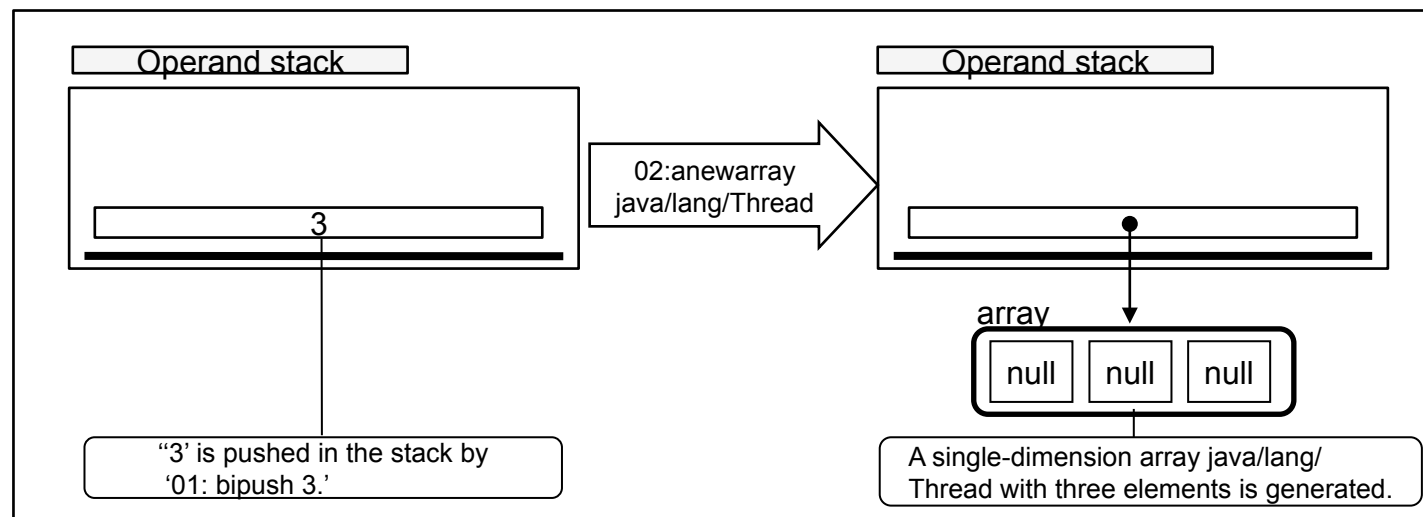 Operand stack
3
"3' is pushed in the stack by
'01: bipush 3.'
02:anewarray
java/lang/Thread
Operand stack
array
null null null
A single-dimension array java/lang/
Thread with three elements is generated.